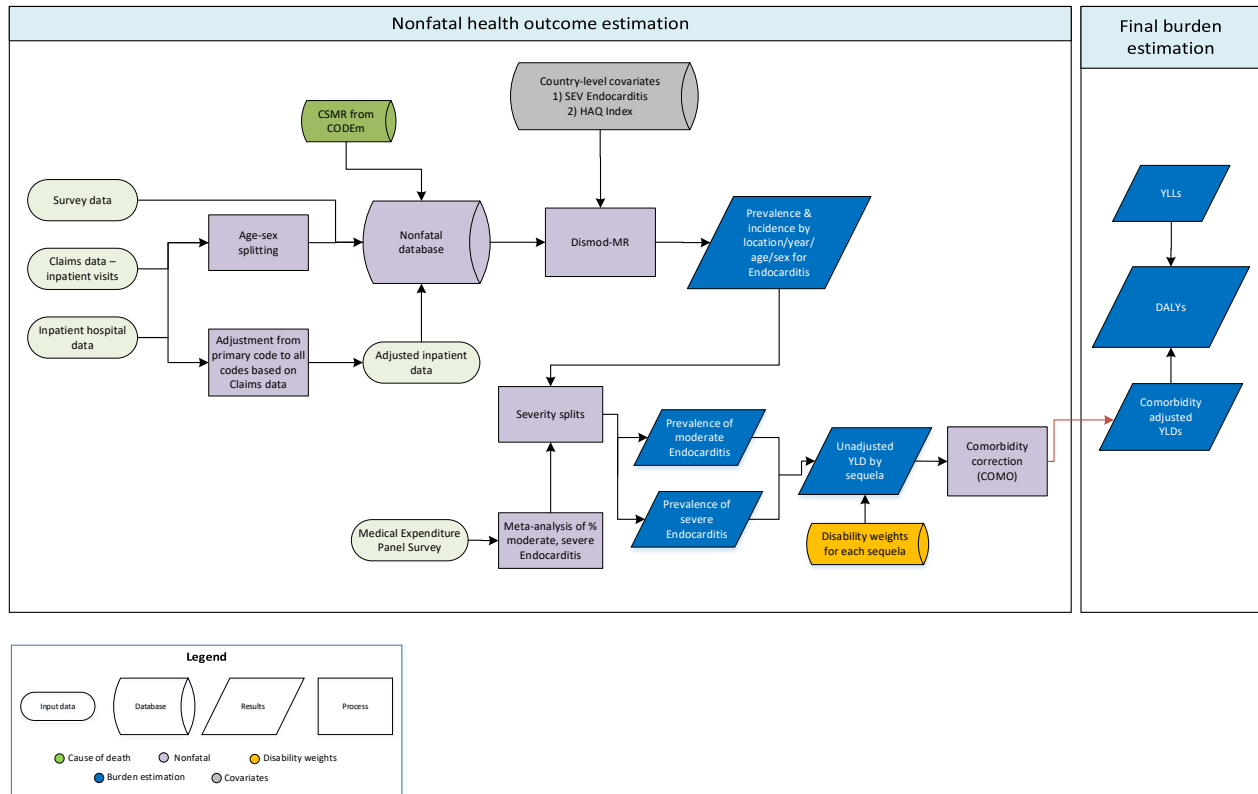 Nonfatal health outcome estimation
Final burden
estimation
Country-level covariates
1) SEV Endocarditis
2) HAQ Index
CSMR from
CODEm
Survey data
Age-sex
splitting
Nonfatal
database
Dismod-MR
Prevalence &
incidence by
location/year/
age/sex for
Endocarditis
YLLs
Claims data –
inpatient visits
Inpatient hospital
data
Adjustment from
primary code to all
codes based on
Claims data
Adjusted inpatient
data
DALYs
Severity splits
Prevalence of
moderate
Endocarditis
Unadjusted
YLD by
sequela
Comorbidity
correction
(COMO)
Comorbidity
adjusted
YLDs
Medical Expenditure
Panel Survey
Meta-analysis of %
moderate, severe
Endocarditis
Prevalence of
severe
Endocarditis
Disability weights
for each sequela
Legend
Input data
Database
Results
Process
Cause of death
Nonfatal
Disability weights
Burden estimation
Covariates